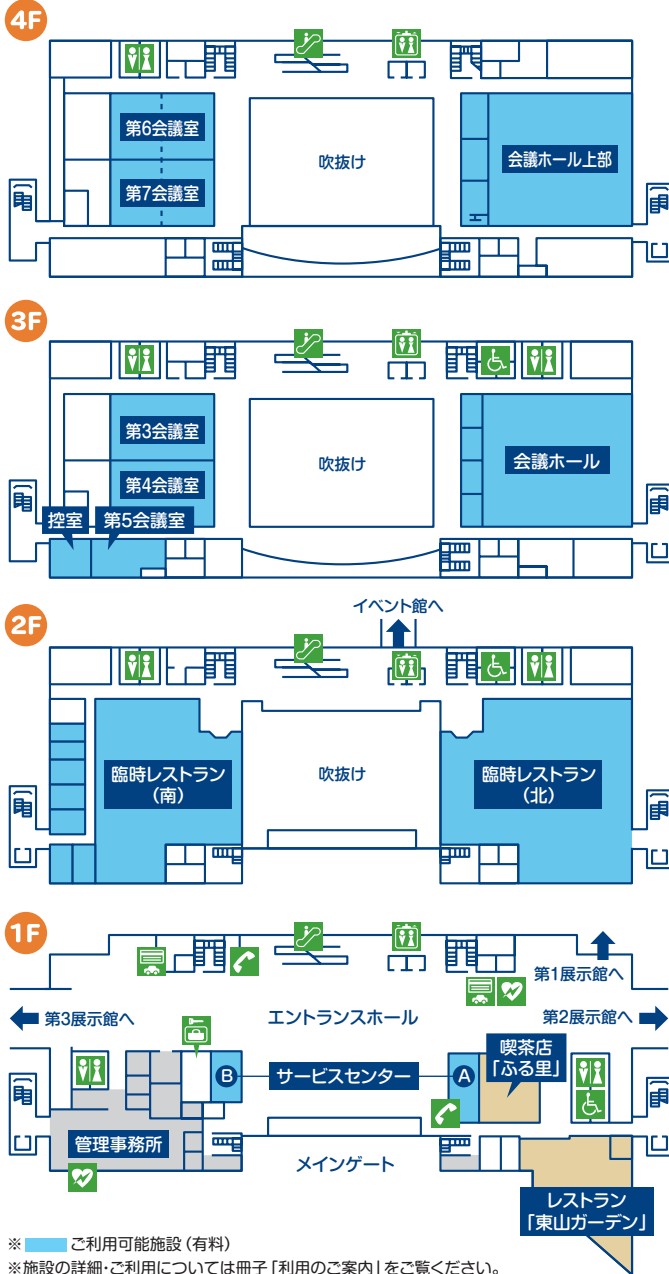 4F
第6会議室
第7会議室
吹抜け
会議ホール上部
3F
第3会議室
第4会議室
吹抜け
会議ホール
控室
第5会議室
イベント館へ
2F
臨時レストラン
(南)
吹抜け
臨時レストラン
(北)
1F
第1展示館へ
第3展示館へ
エントランスホール
第2展示館へ
喫茶店
「ふる里」
B
サービスセンター
A
管理事務所
メインゲート
レストラン
「東山ガーデン」
※ ご利用可能施設(有料)
※施設の詳細・ご利用については冊子「利用のご案内」をご覧ください。